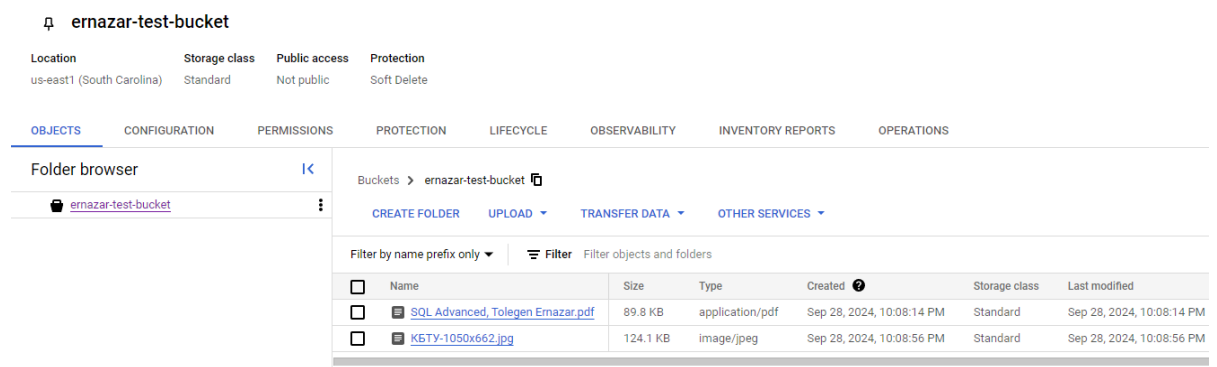 ernazar-test-bucket
Location Storage class Public access Protection
us-east1 (South Carolina) Standard Not public Soft Delete
OBJECTS CONFIGURATION PERMISSIONS PROTECTION LIFECYCLE OBSERVABILITY INVENTORY REPORTS OPERATIONS
Folder browser
ernazar-test-bucket
Buckets > ernazar-test-bucket
CREATE FOLDER UPLOAD TRANSFER DATA OTHER SERVICES
Filter by name prefix only Filter Filter objects and folders
Name Size Type Created ? Storage class Last modified
SQL Advanced, Tolegen Ernazar.pdf 89.8 KB application/pdf Sep 28, 2024, 10:08:14 PM Standard Sep 28, 2024, 10:08:14 PM
КБТУ-1050x662.jpg 124.1 KB image/jpeg Sep 28, 2024, 10:08:56 PM Standard Sep 28, 2024, 10:08:56 PM